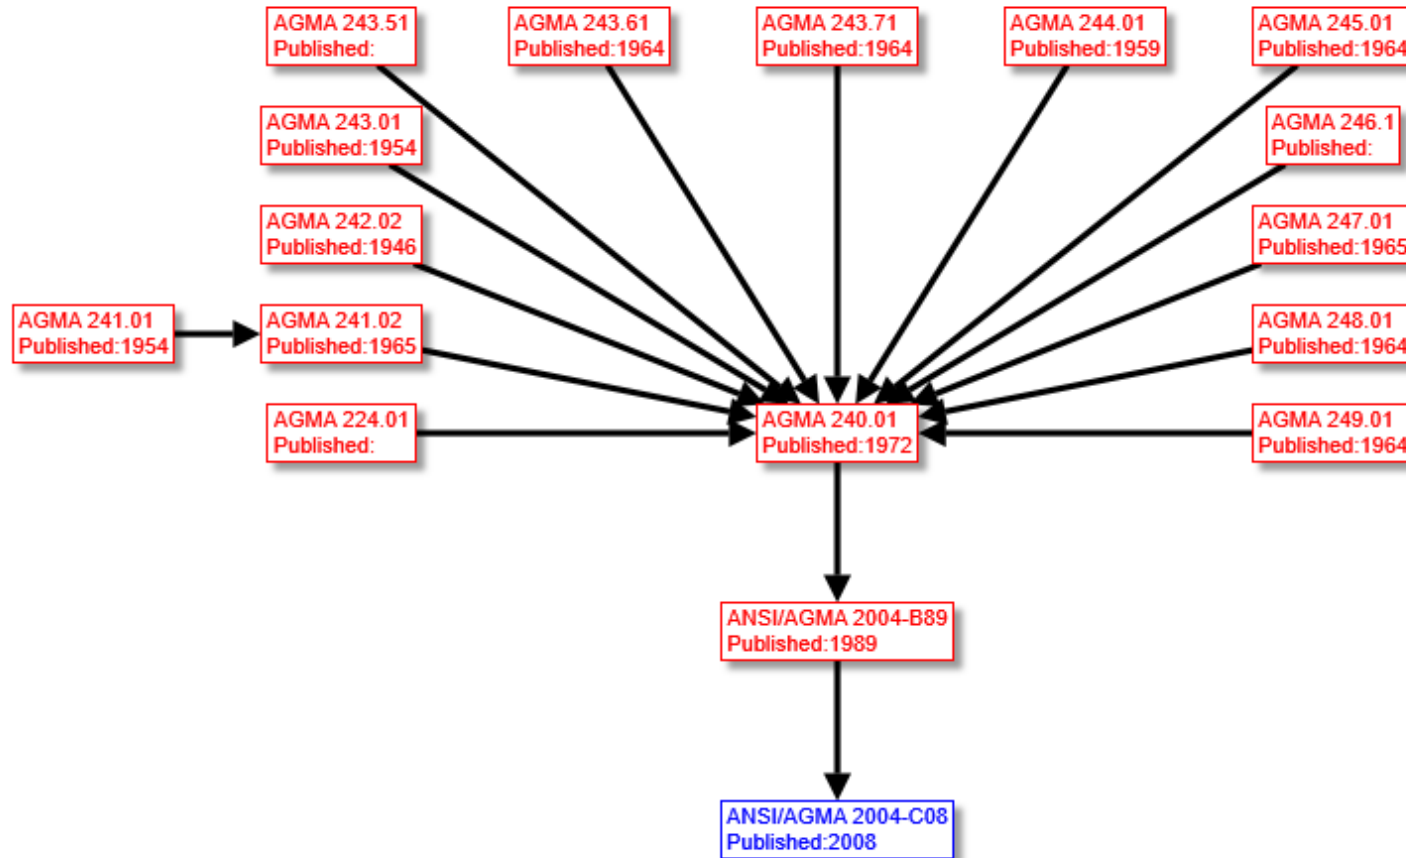 AGMA 243.51
Published:
AGMA 243.61
Published:1964
AGMA 243.71
Published:1964
AGMA 244.01
Published:1959
AGMA 245.01
Published:1964
AGMA 243.01
Published:1954
AGMA 246.1
Published:
AGMA 242.02
Published:1946
AGMA 247.01
Published:1965
AGMA 241.01
Published:1954
AGMA 241.02
Published:1965
AGMA 248.01
Published:1964
AGMA 224.01
Published:
AGMA 240.01
Published:1972
AGMA 249.01
Published:1964
ANSI/AGMA 2004-B89
Published:1989
ANSI/AGMA 2004-C08
Published:2008